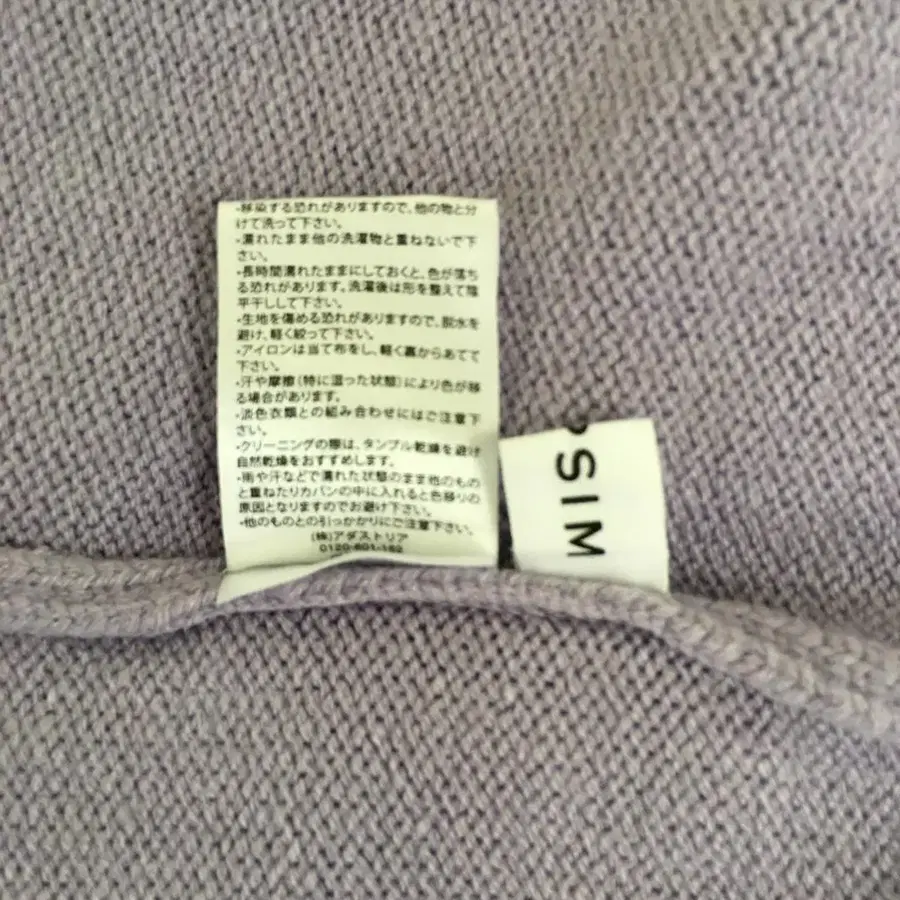 ・移染する恐れがありますので、他の物と分
けて洗って下さい。
・濡れたまま他の洗濯物と重ねないで下
さい。
・長時間濡れたままにしておくと、色が落ち
る恐れがあります。洗濯後は形を整えて陰
平干しして下さい。
・生地を傷める恐れがありますので、脱水を
避け、軽く絞って下さい。
・アイロンは当て布をし、軽く裏からあてて
下さい。
・汗や摩擦(特に湿った状態)により色が移
る場合があります。
・淡色衣類との組み合わせにはご注意下
さい。
・クリーニングの際は、タンブル乾燥を避け
自然乾燥をおすすめします。
・雨や汗などで濡れた状態のまま他のもの
と重ねたりカバンの中に入れると色移りの
原因となりますのでお避け下さい。
・他のものとの引っかかりにご注意下さい。
(株)アダストリア
0120-601-162
SIM